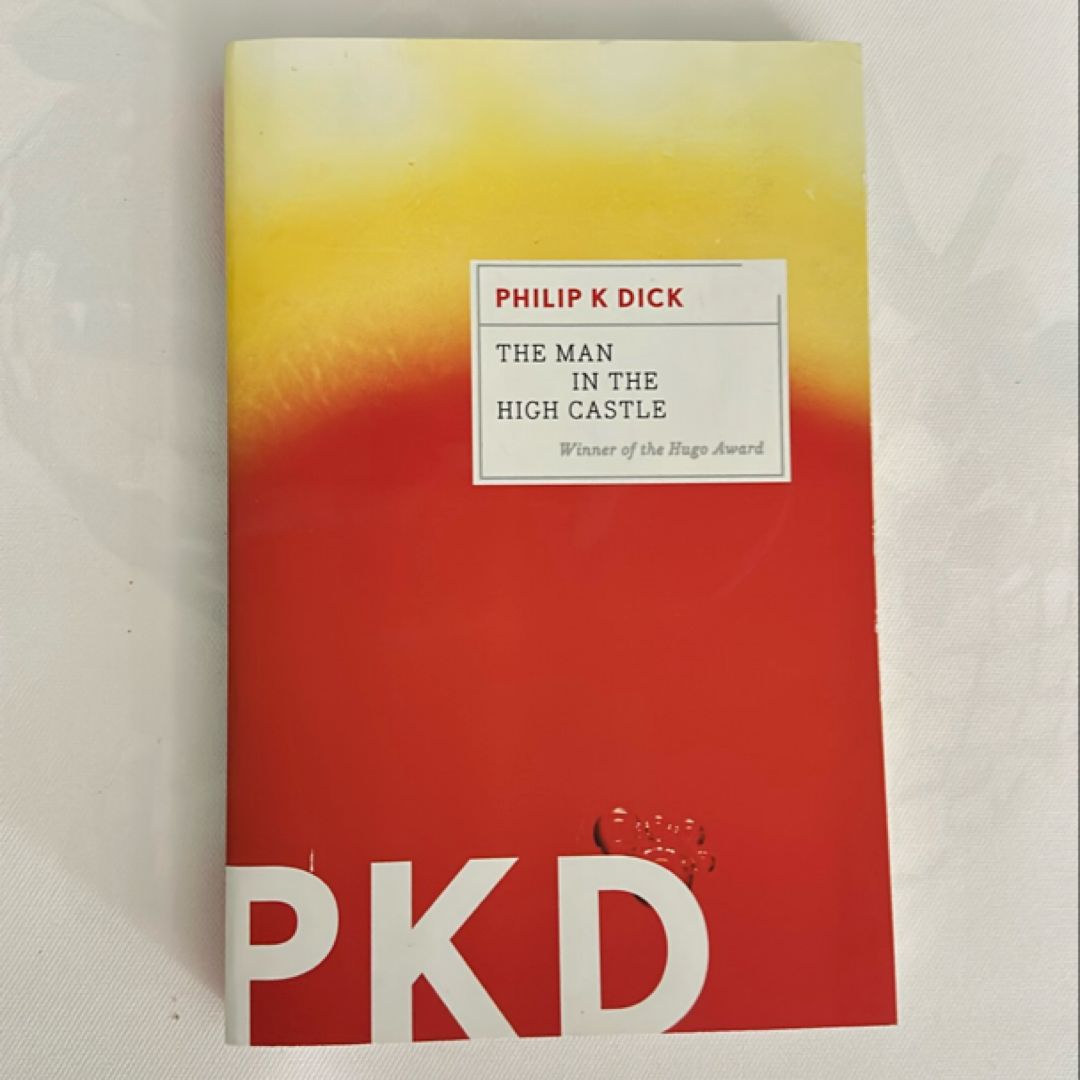 PHILIP K DICK
THE MAN
IN THE
HIGH CASTLE
Winner of the Hugo Award
PKD